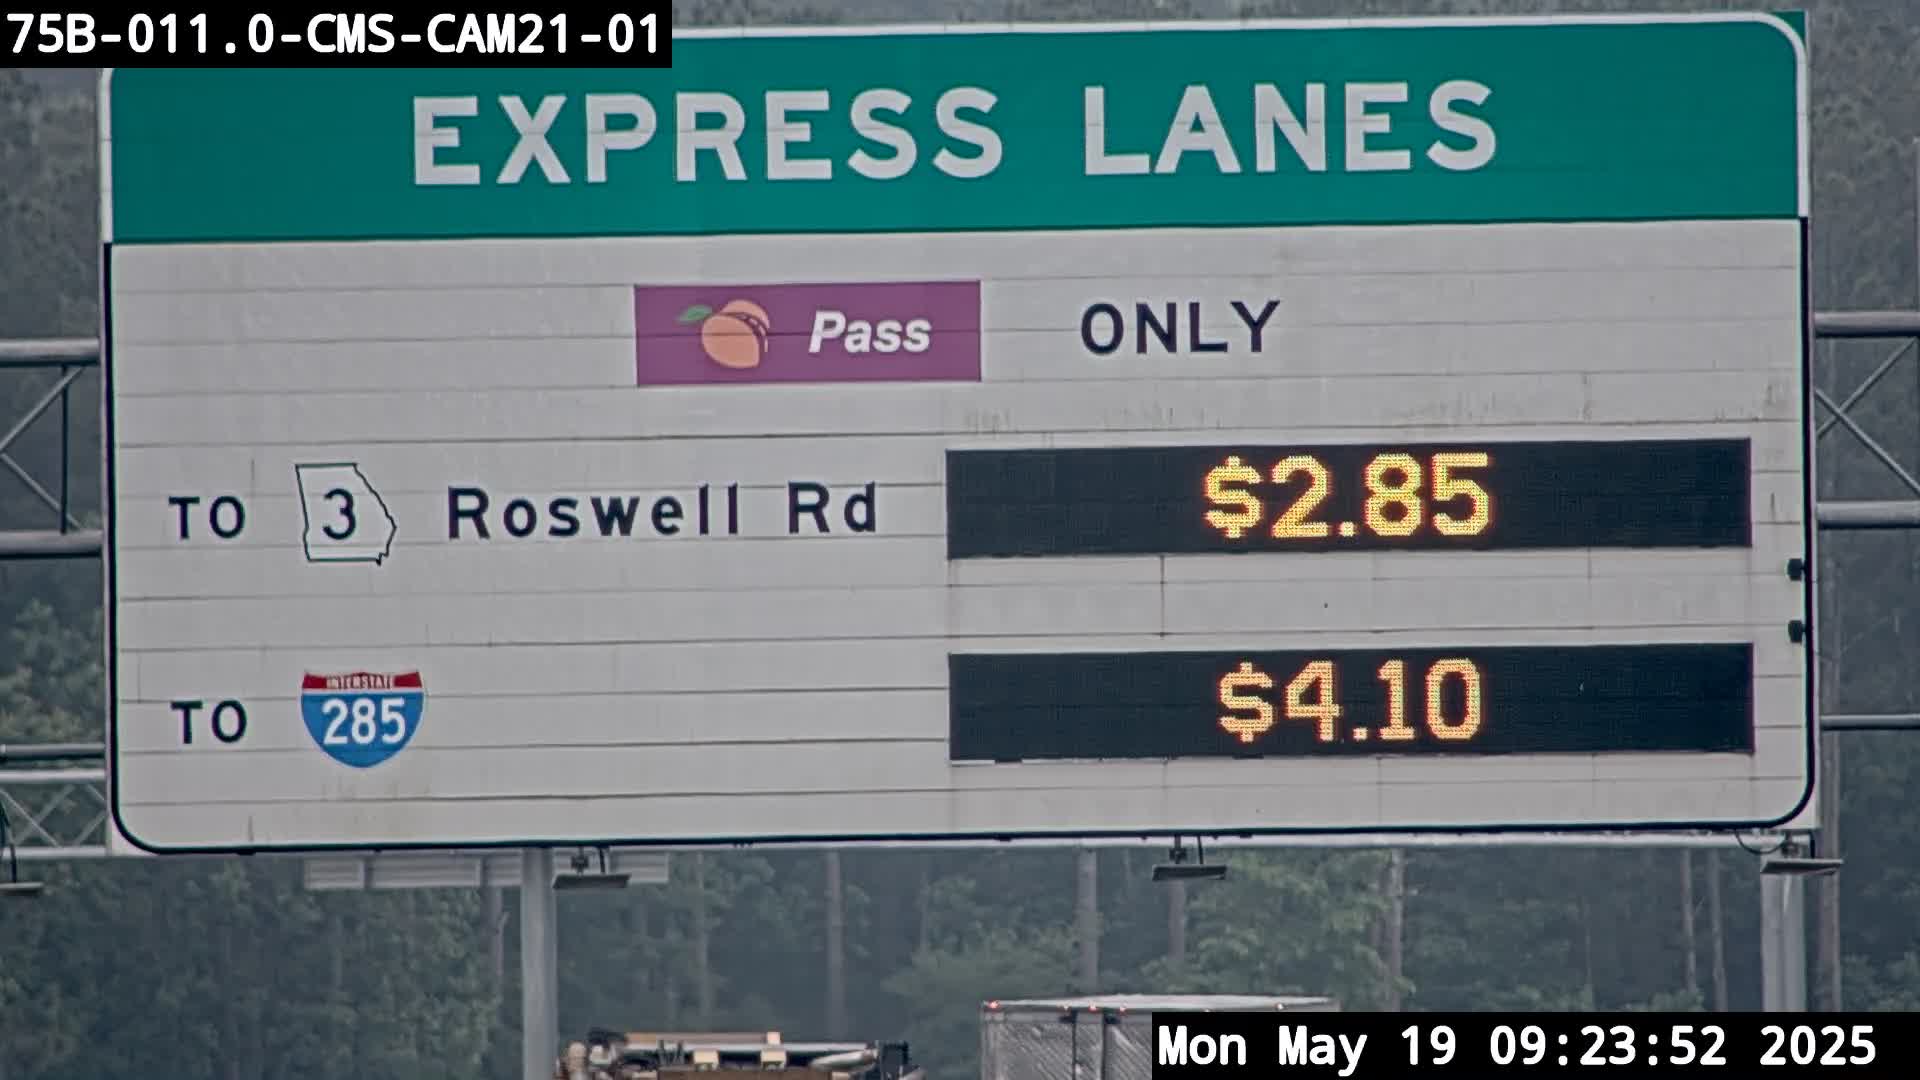 75B-011.0-CMS-CAM21-01
EXPRESS LANES
Pass ONLY
TO 3 Roswell Rd $2.85
TO INTERSTATE 285 $4.10
Mon May 19 09:23:52 2025